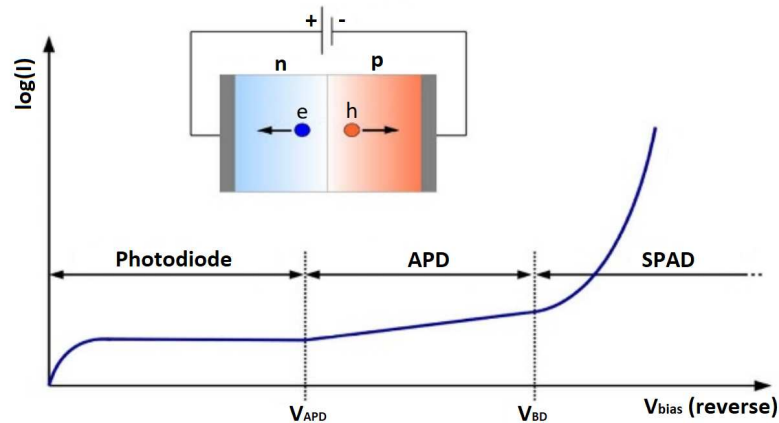 + -
n p
log(I)
e h
Photodiode APD SPAD
VAPD VBD Vbias (reverse)